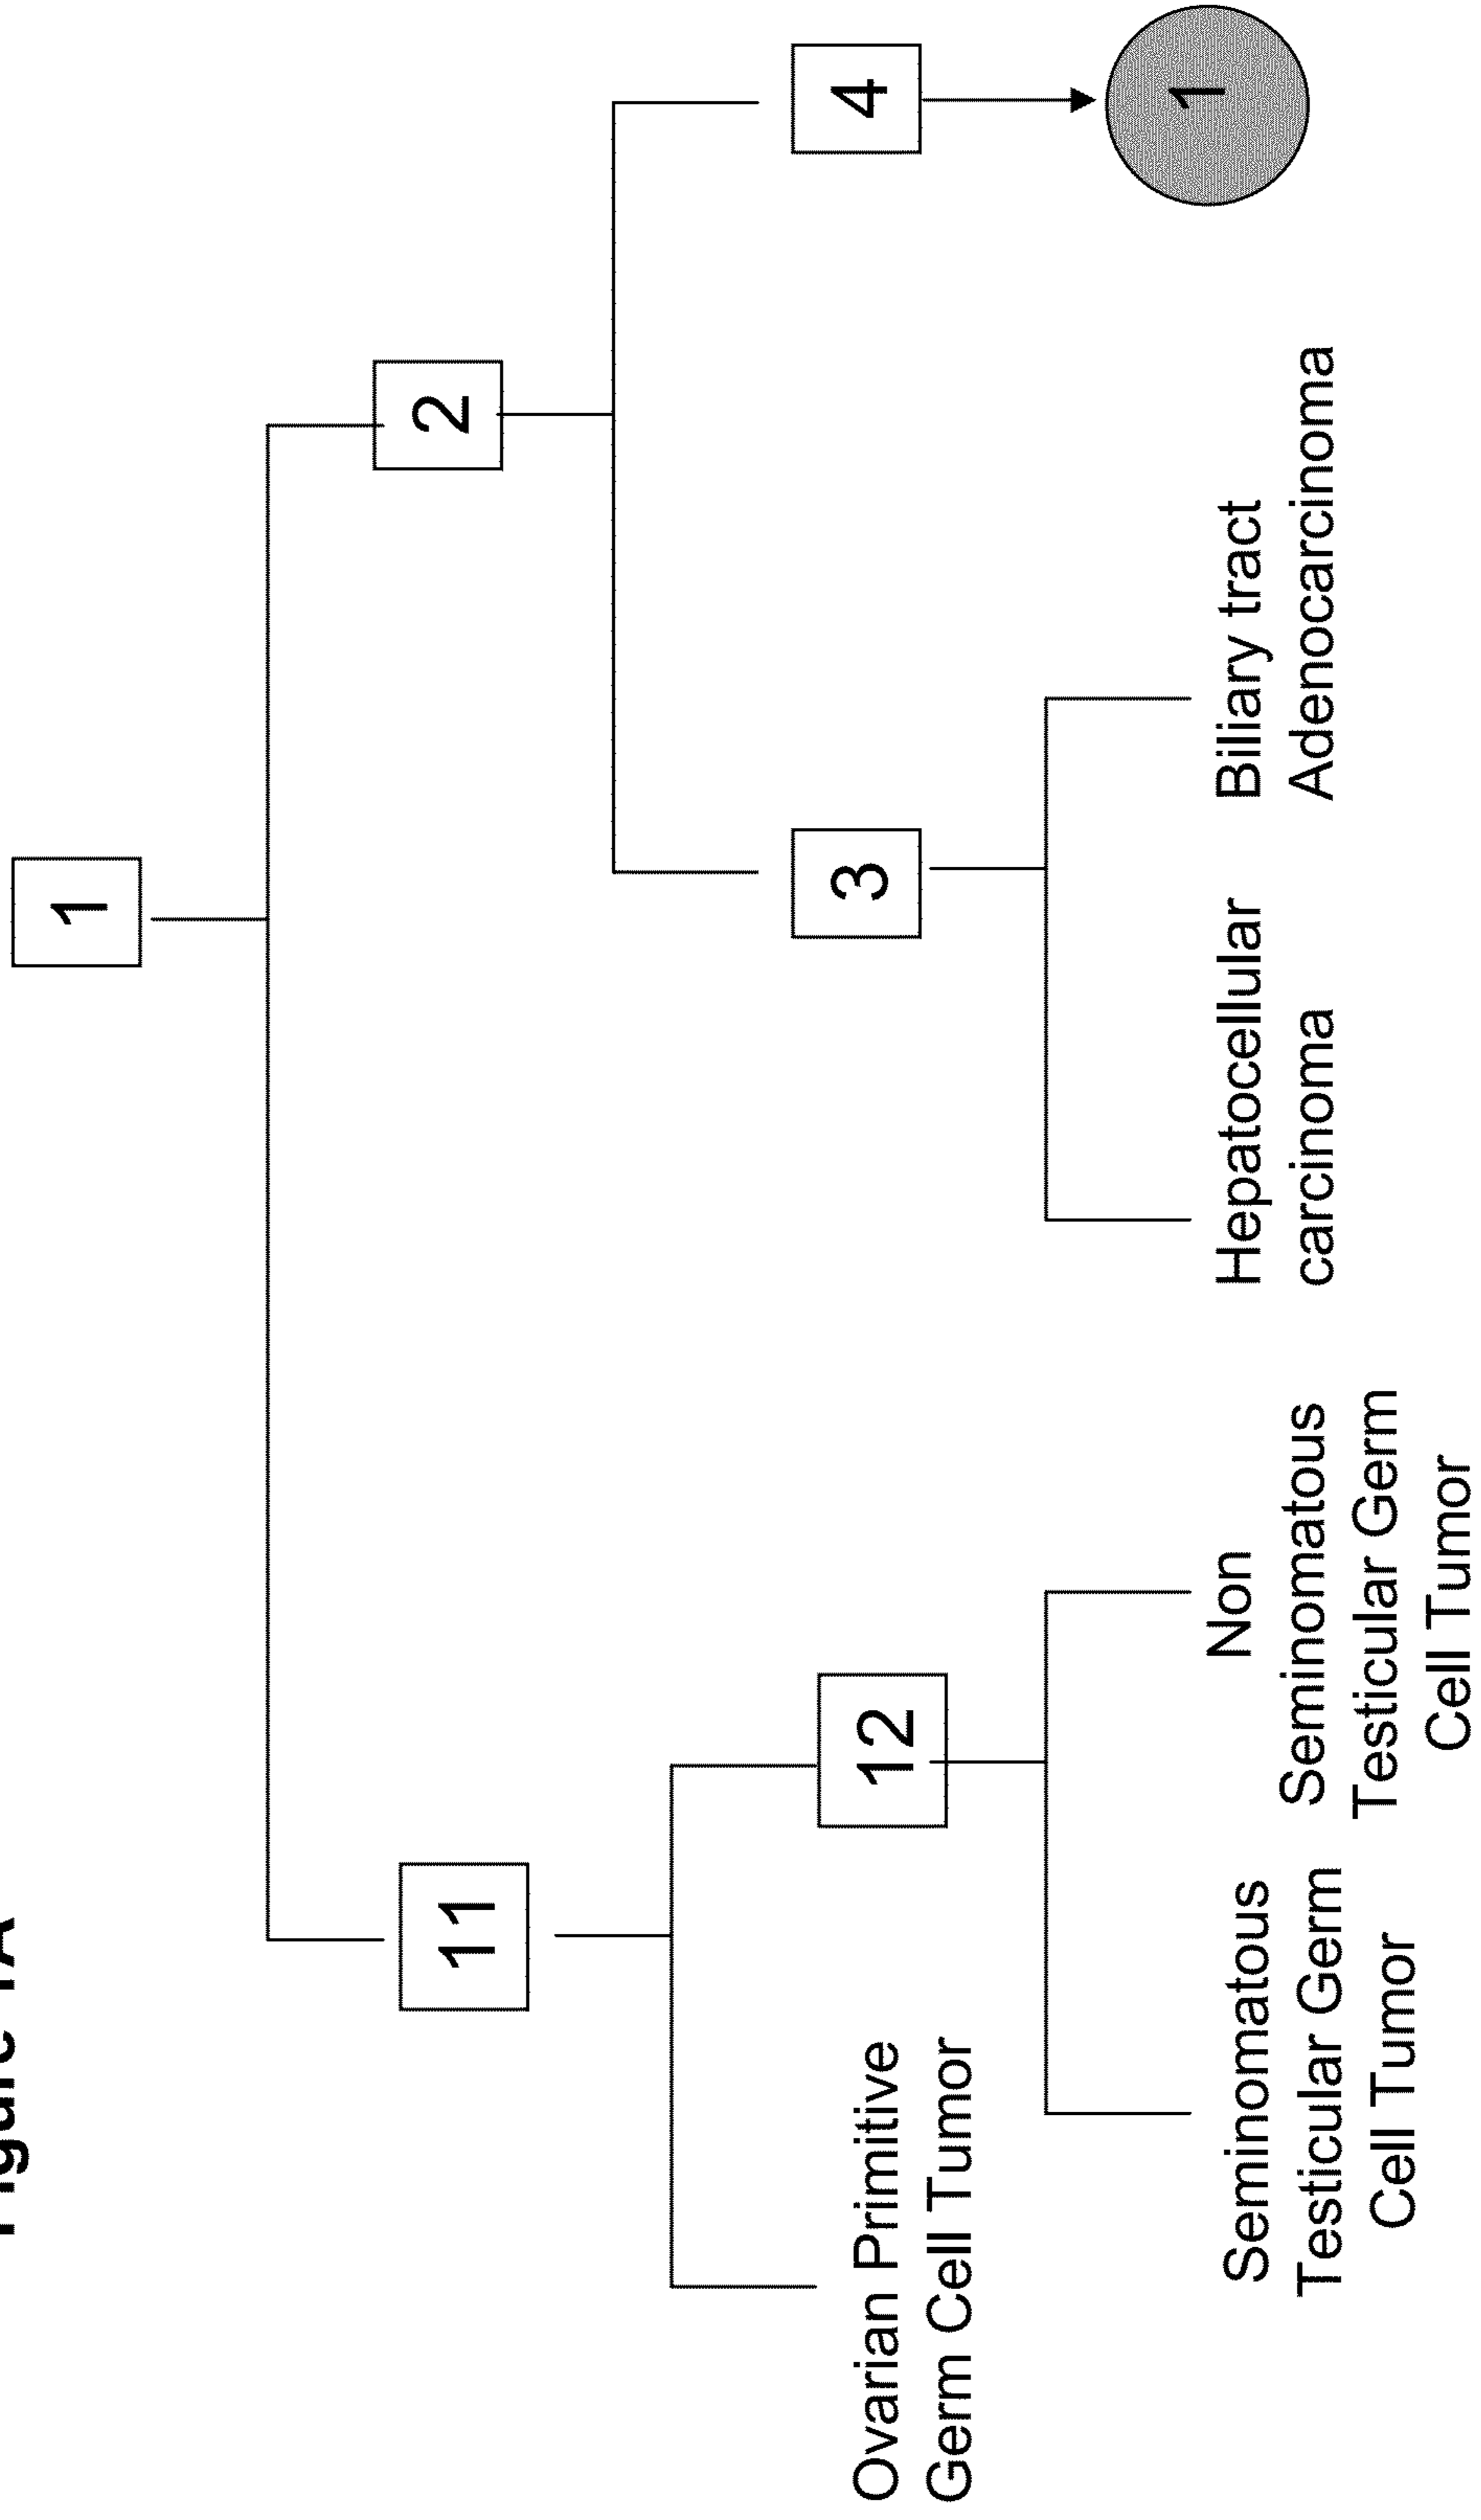 Figure 1A
1
11
2
Ovarian Primitive
Germ Cell Tumor
12
3
4
Seminomatous
Testicular Germ
Cell Tumor
Non
Seminomatous
Testicular Germ
Cell Tumor
Hepatocellular
carcinoma
Biliary tract
Adenocarcinoma
1